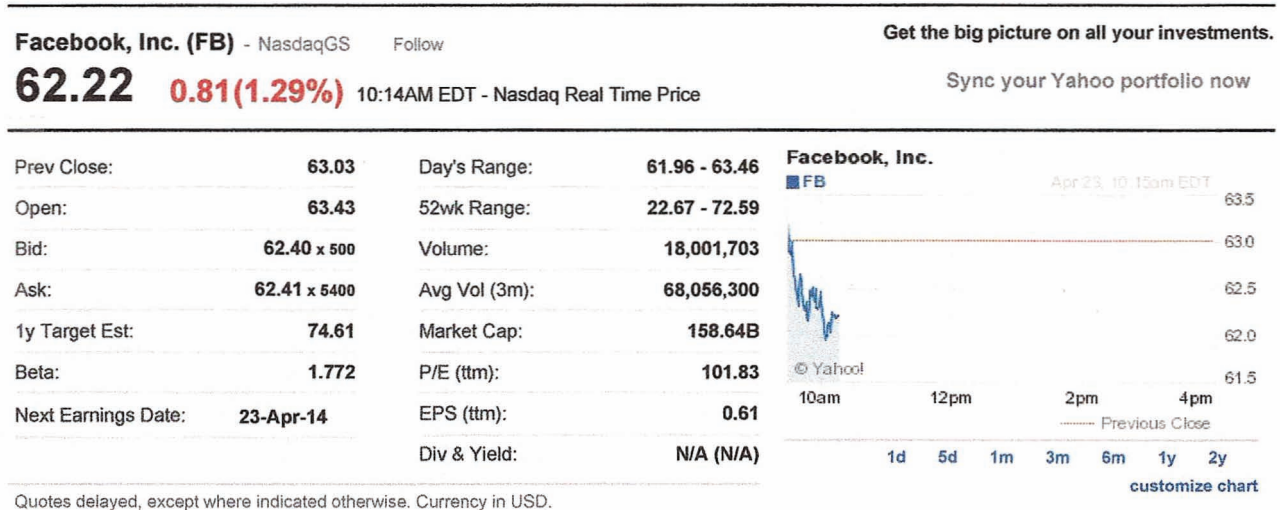 Facebook, Inc. (FB) - NasdaqGS Follow
62.22 0.81(1.29%) 10:14AM EDT - Nasdaq Real Time Price
Get the big picture on all your investments.
Sync your Yahoo portfolio now
Prev Close: 63.03
Open: 63.43
Bid: 62.40 x 500
Ask: 62.41 x 5400
1y Target Est: 74.61
Beta: 1.772
Next Earnings Date: 23-Apr-14
Day's Range: 61.96 - 63.46
52wk Range: 22.67 - 72.59
Volume: 18,001,703
Avg Vol (3m): 68,056,300
Market Cap: 158.64B
P/E (ttm): 101.83
EPS (ttm): 0.61
Div & Yield: N/A (N/A)
Facebook, Inc.
FB Apr 23, 10:15am EDT
63.5
63.0
62.5
62.0
61.5
© Yahoo!
10am 12pm 2pm 4pm
Previous Close
1d 5d 1m 3m 6m 1y 2y
customize chart
Quotes delayed, except where indicated otherwise. Currency in USD.